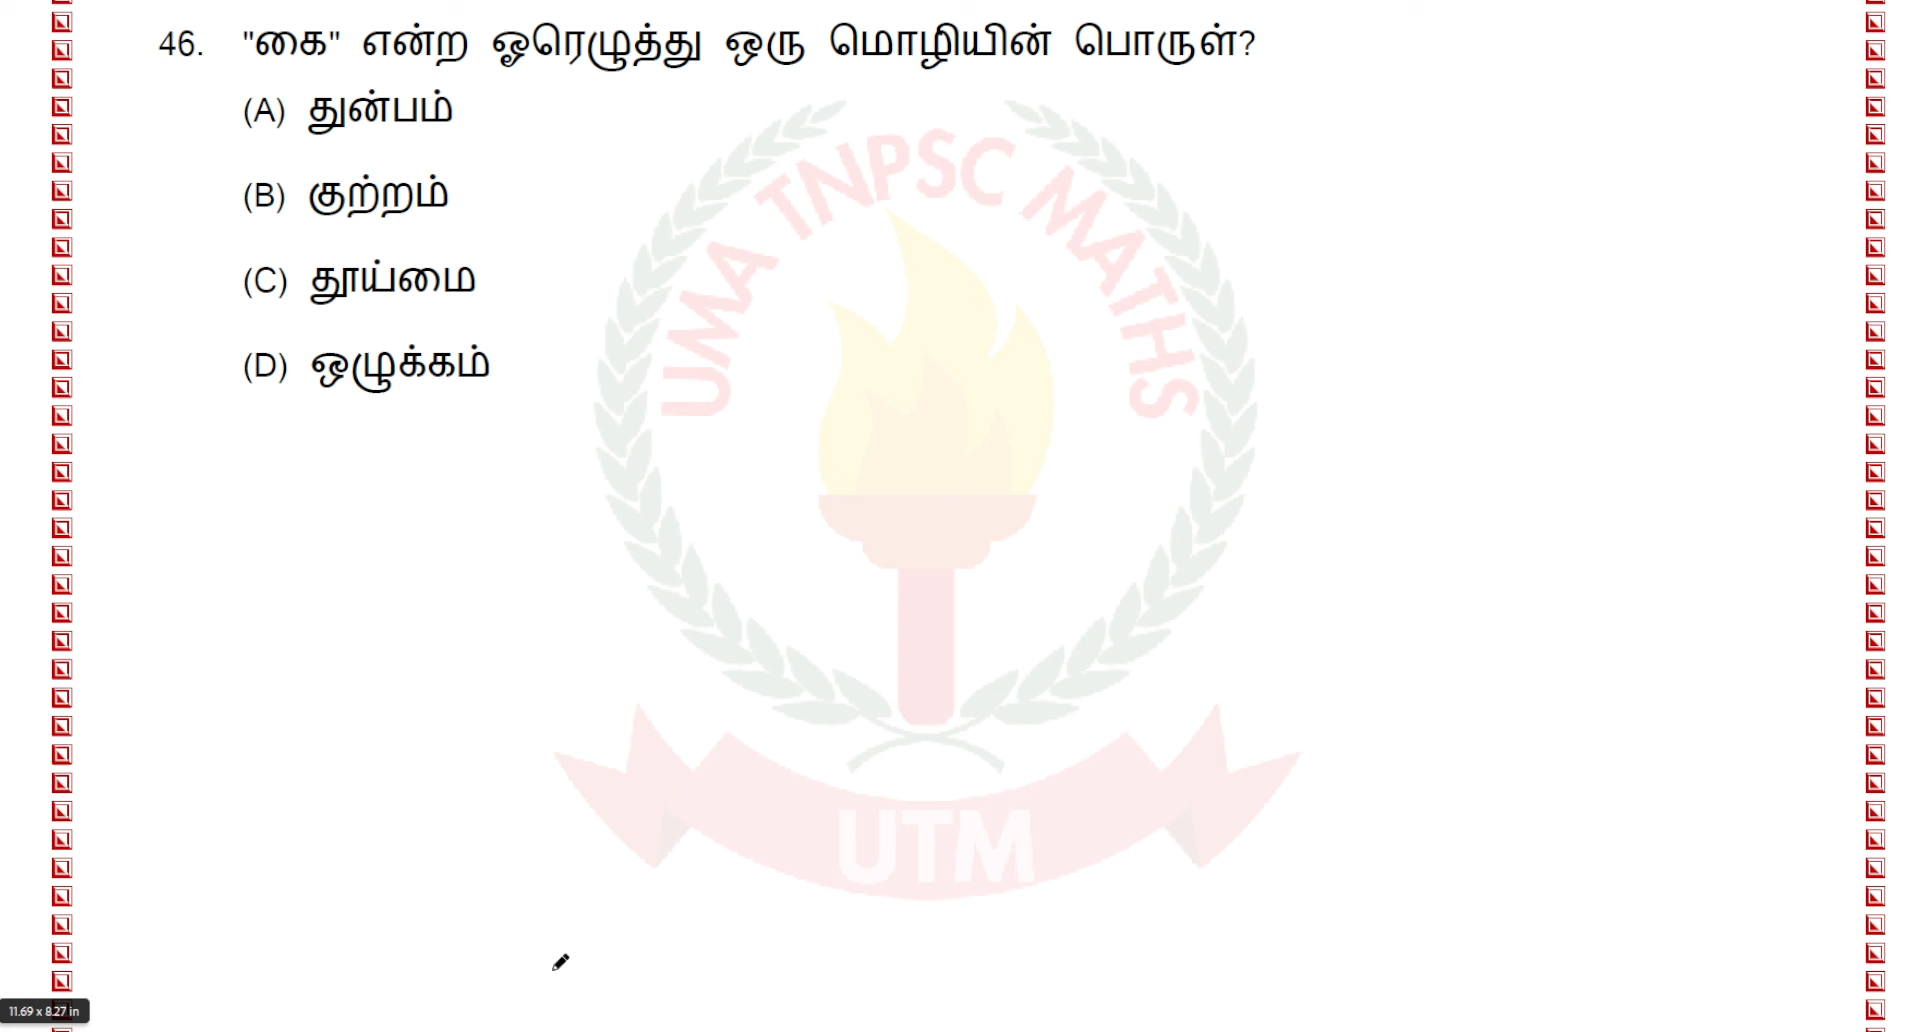 46. "கை" என்ற ஓரெழுத்து ஒரு மொழியின் பொருள்?
(A) துன்பம்
(B) குற்றம்
(C) தூய்மை
(D) ஒழுக்கம்
UMA TNPSC MATHS
UTM
11.69 x 8.27 in